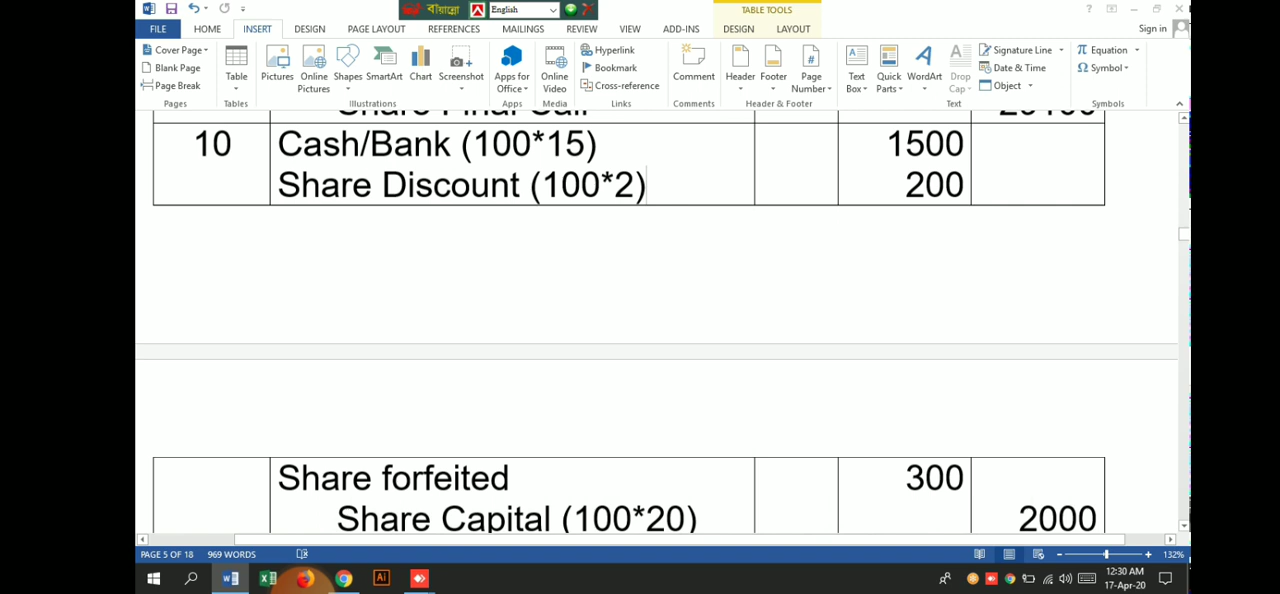 বায়ান্নো
English
TABLE TOOLS
FILE HOME INSERT DESIGN PAGE LAYOUT REFERENCES MAILINGS REVIEW VIEW ADD-INS DESIGN LAYOUT
Sign in
Cover Page
Blank Page
Page Break
Table
Pictures
Online Pictures
Shapes
SmartArt
Chart
Screenshot
Apps for Office
Online Video
Hyperlink
Bookmark
Cross-reference
Comment
Header
Footer
Page Number
Text Box
Quick Parts
WordArt
Drop Cap
Signature Line
Date & Time
Object
Equation
Symbol
Pages Tables Illustrations Apps Media Links Comments Header & Footer Text Symbols
Share Final Call 20100
10 Cash/Bank (100*15) 1500
Share Discount (100*2) 200
Share forfeited 300
Share Capital (100*20) 2000
PAGE 5 OF 18 969 WORDS 132%
12:30 AM
17-Apr-20